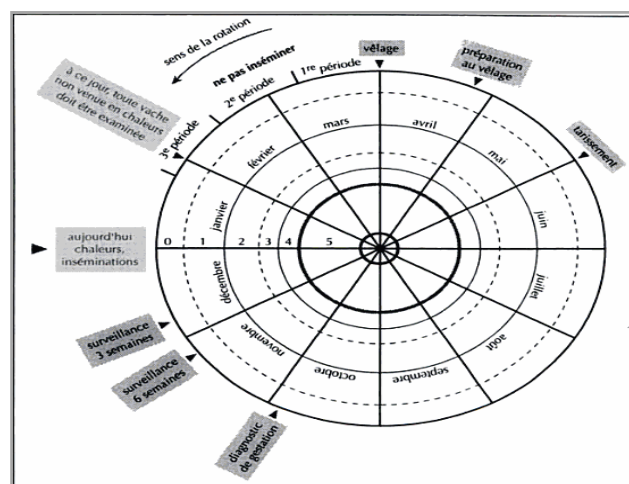 sens de la rotation
ne pas inséminer
1re période
2e période
3e période
vêlage
préparation
au vêlage
tarissement
à ce jour, toute vache
non venue en chaleurs
doit être examinée
mars
avril
février
mai
janvier
juin
aujourd'hui
chaleurs,
inséminations
0 1 2 3 4 5
décembre
juillet
novembre
août
octobre
septembre
surveillance
3 semaines
surveillance
6 semaines
diagnostic
de gestation